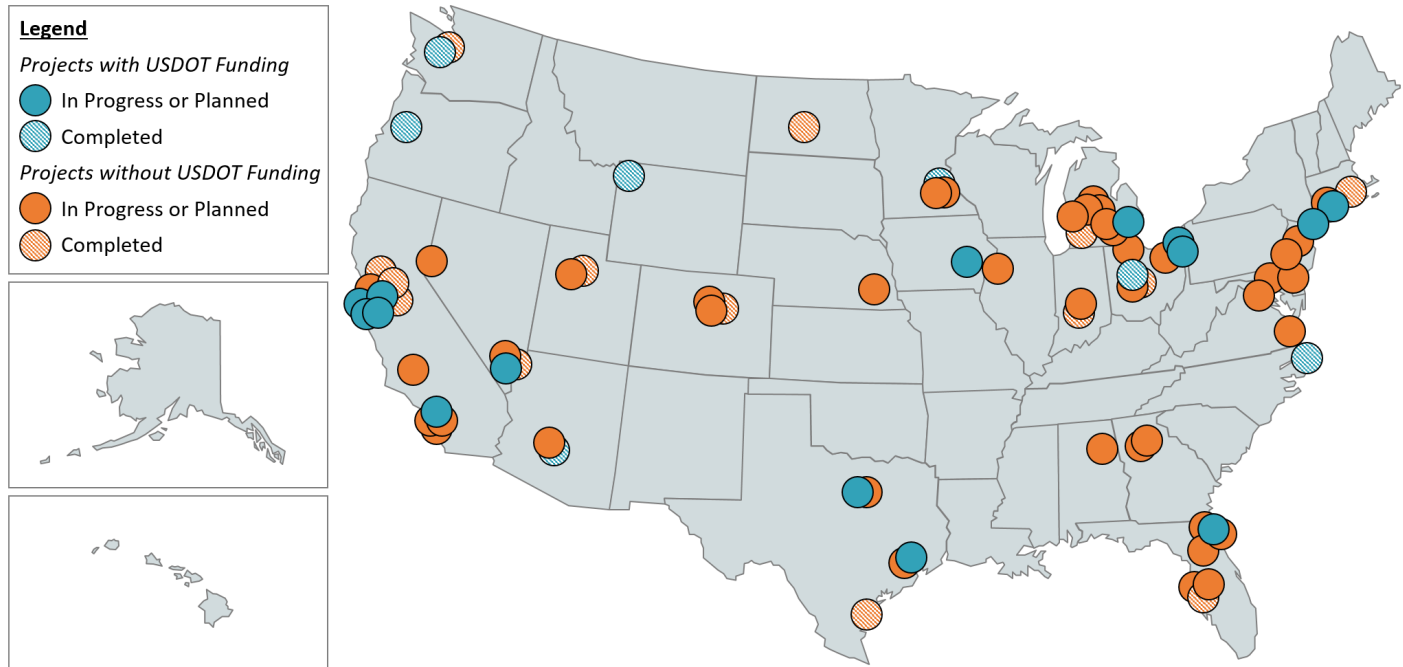 Legend
Projects with USDOT Funding
In Progress or Planned
Completed
Projects without USDOT Funding
In Progress or Planned
Completed